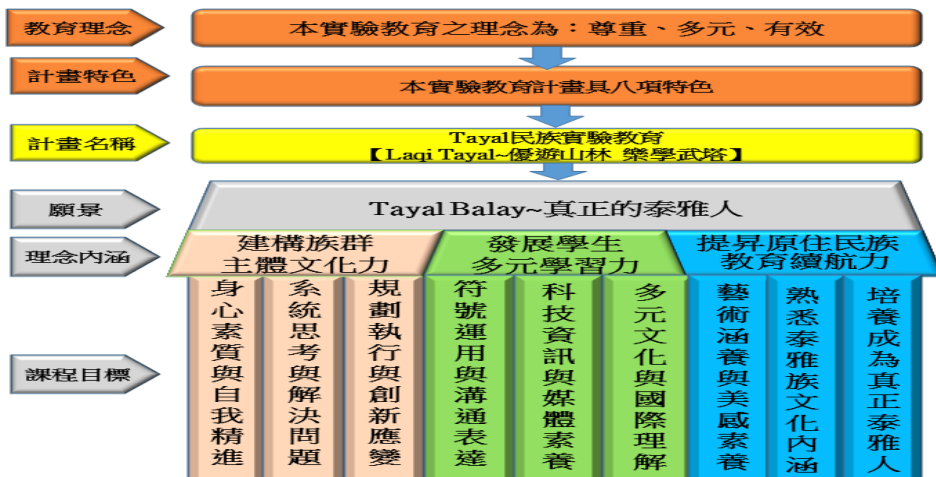 教育理念
本實驗教育之理念為：尊重、多元、有效
計畫特色
本實驗教育計畫具八項特色
計畫名稱
Tayal民族實驗教育
【Laqi Tayal~優遊山林 樂學武塔】
願景
Tayal Balay~真正的泰雅人
理念內涵
建構族群
主體文化力
發展學生
多元學習力
提昇原住民族
教育續航力
課程目標
身心素質與自我精進
系統思考與解決問題
規劃執行與創新應變
符號運用與溝通表達
科技資訊與媒體素養
多元文化與國際理解
藝術涵養與美感素養
熟悉泰雅族文化內涵
培養成為真正泰雅人